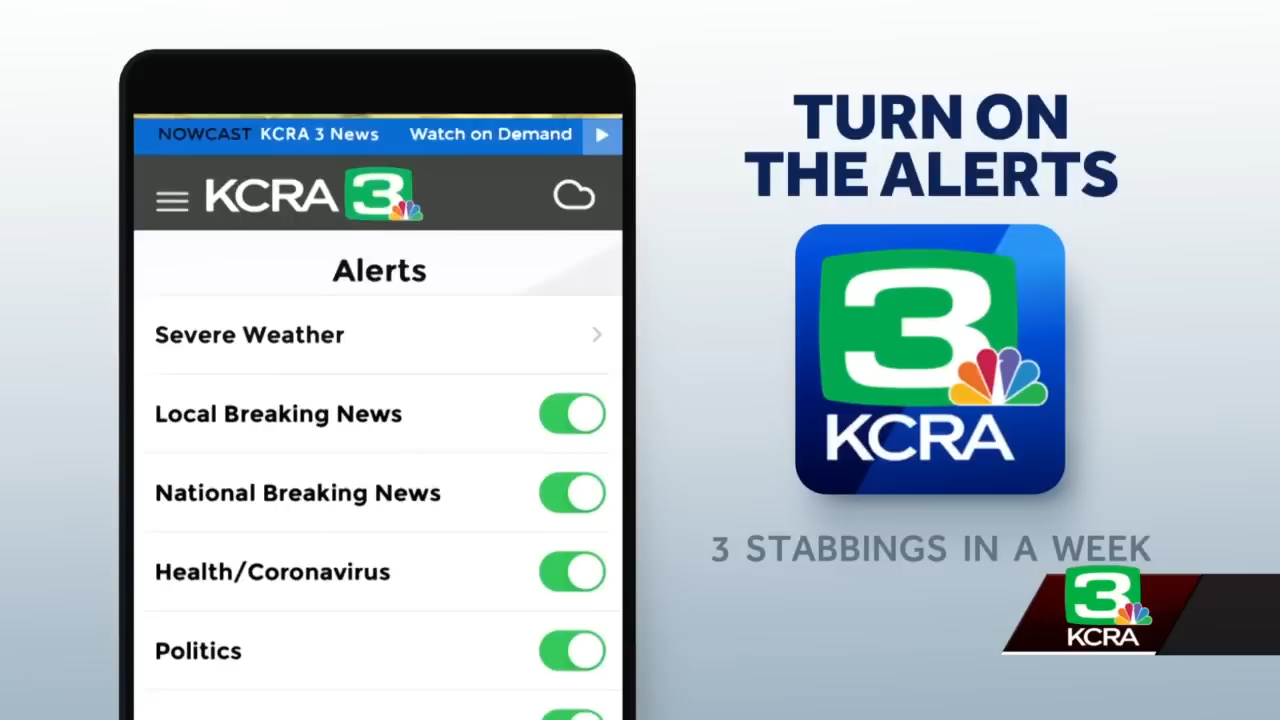 NOWCAST KCRA 3 News Watch on Demand
KCRA 3
Alerts
Severe Weather
Local Breaking News
National Breaking News
Health/Coronavirus
Politics
TURN ON
THE ALERTS
3
KCRA
3 STABBINGS IN A WEEK
3
KCRA